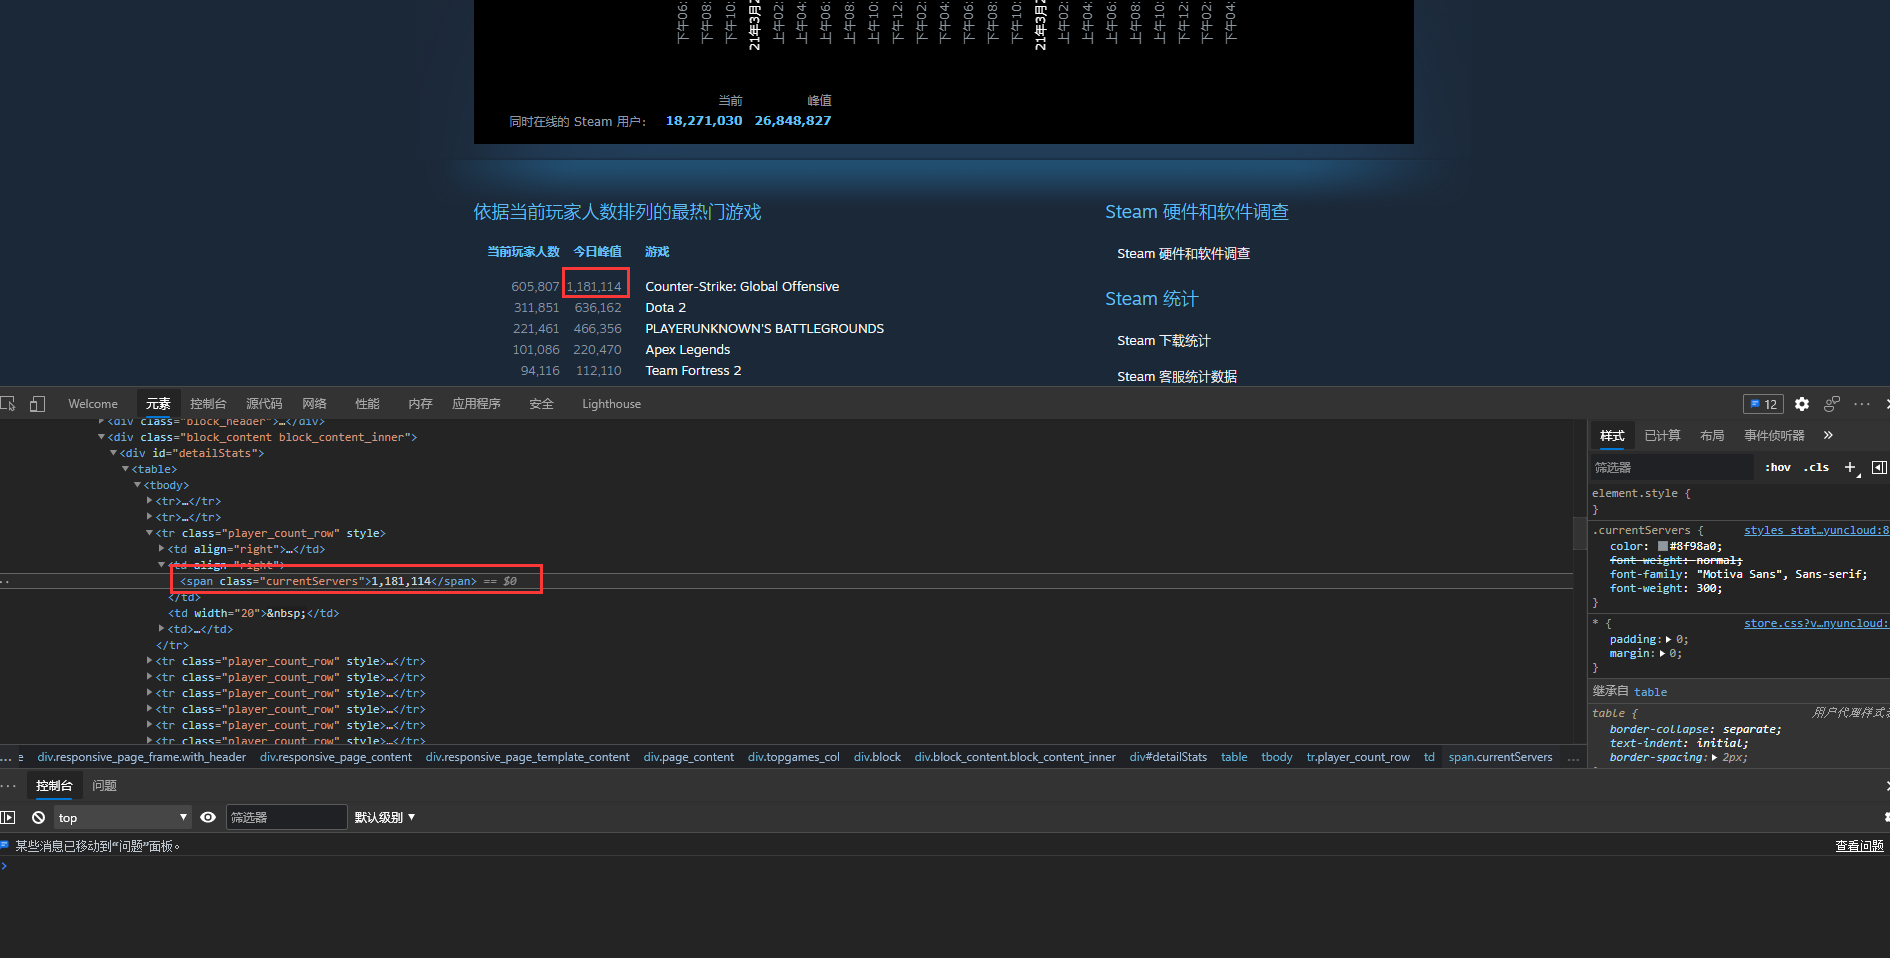 下午06:
下午08:
下午10:
21年3月2
上午02:
上午04:
上午06:
上午08:
上午10:
下午12:
下午02:
下午04:
下午06:
下午08:
下午10:
21年3月2
上午02:
上午04:
上午06:
上午08:
上午10:
下午12:
下午02:
下午04:
当前 峰值
同时在线的 Steam 用户: 18,271,030 26,848,827
依据当前玩家人数排列的最热门游戏
当前玩家人数 今日峰值 游戏
605,807 1,181,114 Counter-Strike: Global Offensive
311,851 636,162 Dota 2
221,461 466,356 PLAYERUNKNOWN'S BATTLEGROUNDS
101,086 220,470 Apex Legends
94,116 112,110 Team Fortress 2
Steam 硬件和软件调查
Steam 硬件和软件调查
Steam 统计
Steam 下载统计
Steam 客服统计数据
Welcome 元素 控制台 源代码 网络 性能 内存 应用程序 安全 Lighthouse 12 ...
<div class="block_header">…</div>
<div class="block_content block_content_inner">
<div id="detailStats">
<table>
<tbody>
<tr>…</tr>
<tr>…</tr>
<tr class="player_count_row" style>
<td align="right">…</td>
<td align="right">
<span class="currentServers">1,181,114</span> == $0
</td>
<td width="20">&nbsp;</td>
<td>…</td>
</tr>
<tr class="player_count_row" style>…</tr>
<tr class="player_count_row" style>…</tr>
<tr class="player_count_row" style>…</tr>
<tr class="player_count_row" style>…</tr>
<tr class="player_count_row" style>…</tr>
<tr class="player_count_row" style>…</tr>
... e div.responsive_page_frame.with_header div.responsive_page_content div.responsive_page_template_content div.page_content div.topgames_col div.block div.block_content.block_content_inner div#detailStats table tbody tr.player_count_row td span.currentServers ...
样式 已计算 布局 事件侦听器 »
筛选器 :hov .cls +
element.style {
}
.currentServers { styles_stat…yuncloud:8
color: #8f98a0;
font-weight: normal;
font-family: "Motiva Sans", Sans-serif;
font-weight: 300;
}
* { store.css?v…nyuncloud:
padding: 0;
margin: 0;
}
继承自 table
table { 用户代理样式表
border-collapse: separate;
text-indent: initial;
border-spacing: 2px;
... 控制台 问题
top 筛选器 默认级别
某些消息已移动到“问题”面板。 查看问题
>